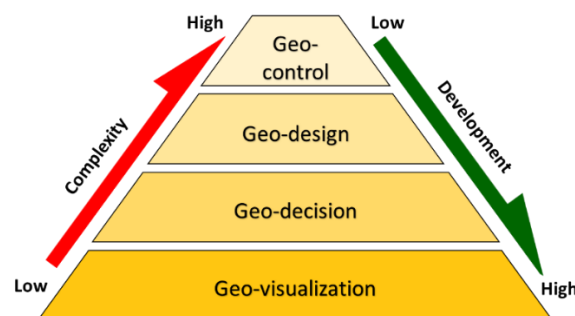 High
Low
Geo-
control
Complexity
Development
Geo-design
Geo-decision
Low
Geo-visualization
High